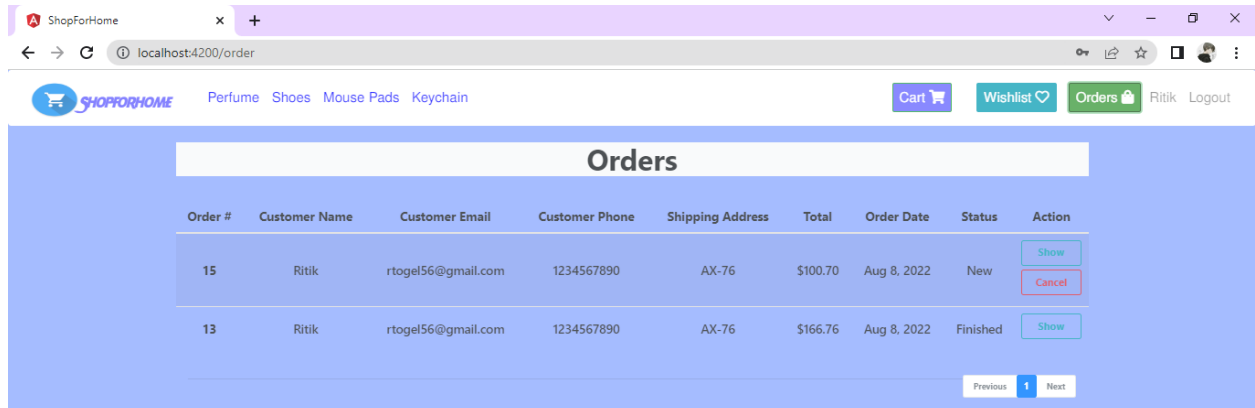 ShopForHome
localhost:4200/order
SHOPFORHOME Perfume Shoes Mouse Pads Keychain Cart Wishlist Orders Ritik Logout
Orders
Order # Customer Name Customer Email Customer Phone Shipping Address Total Order Date Status Action
15 Ritik rtogel56@gmail.com 1234567890 AX-76 $100.70 Aug 8, 2022 New Show
Cancel
13 Ritik rtogel56@gmail.com 1234567890 AX-76 $166.76 Aug 8, 2022 Finished Show
Previous 1 Next